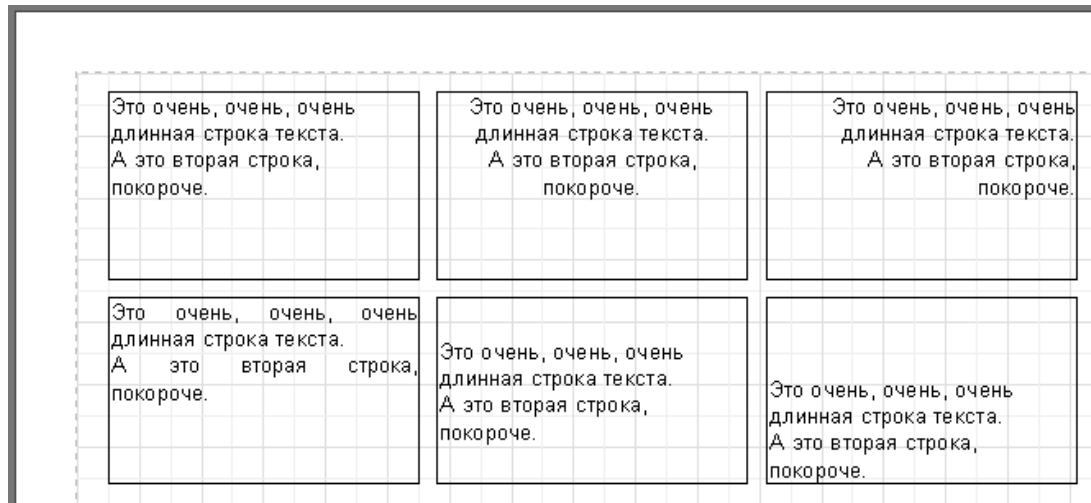 Это очень, очень, очень
длинная строка текста.
А это вторая строка,
покороче.
Это очень, очень, очень
длинная строка текста.
А это вторая строка,
покороче.
Это очень, очень, очень
длинная строка текста.
А это вторая строка,
покороче.
Это очень, очень, очень
длинная строка текста.
А это вторая строка,
покороче.
Это очень, очень, очень
длинная строка текста.
А это вторая строка,
покороче.
Это очень, очень, очень
длинная строка текста.
А это вторая строка,
покороче.